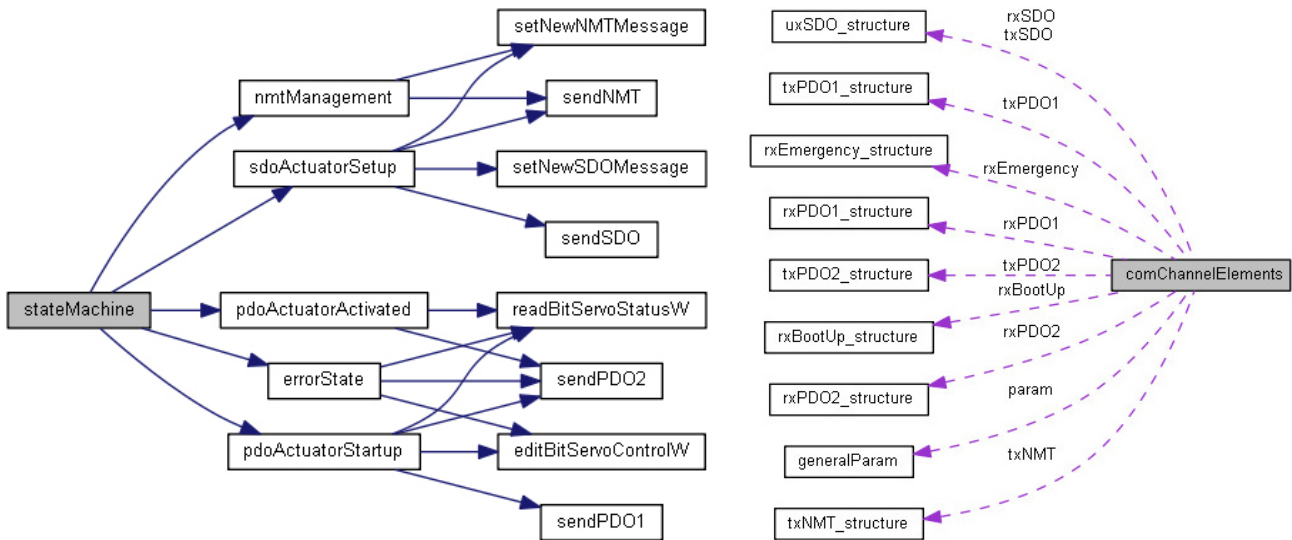 stateMachine
nmtManagement
sdoActuatorSetup
pdoActuatorActivated
errorState
pdoActuatorStartup
setNewNMTMessage
sendNMT
setNewSDOMessage
sendSDO
readBitServoStatusW
sendPDO2
editBitServoControlW
sendPDO1
uxSDO_structure
txPDO1_structure
rxEmergency_structure
rxPDO1_structure
txPDO2_structure
rxBootUp_structure
rxPDO2_structure
generalParam
txNMT_structure
rxSDO
txSDO
txPDO1
rxEmergency
rxPDO1
txPDO2
rxBootUp
rxPDO2
param
txNMT
comChannelElements